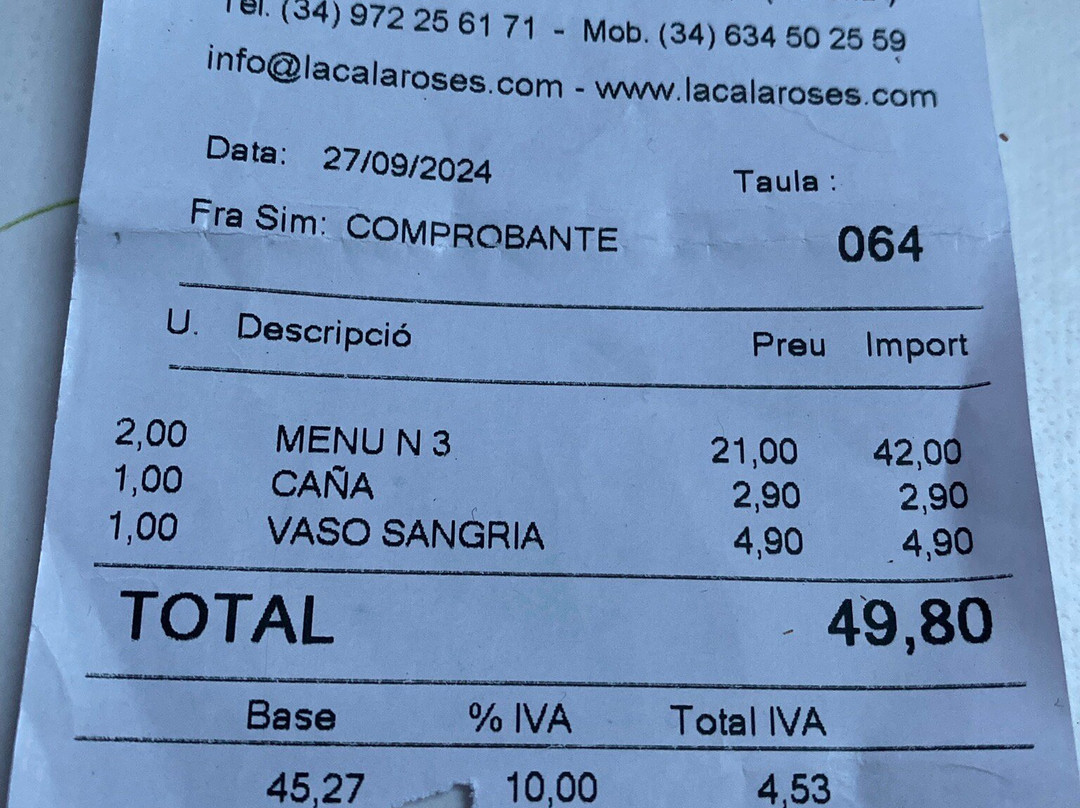 Tel. (34) 972 25 61 71 - Mob. (34) 634 50 25 59
info@lacalaroses.com - www.lacalaroses.com
Data: 27/09/2024 Taula :
Fra Sim: COMPROBANTE 064
U. Descripció Preu Import
2,00 MENU N 3 21,00 42,00
1,00 CAÑA 2,90 2,90
1,00 VASO SANGRIA 4,90 4,90
TOTAL 49,80
Base % IVA Total IVA
45,27 10,00 4,53